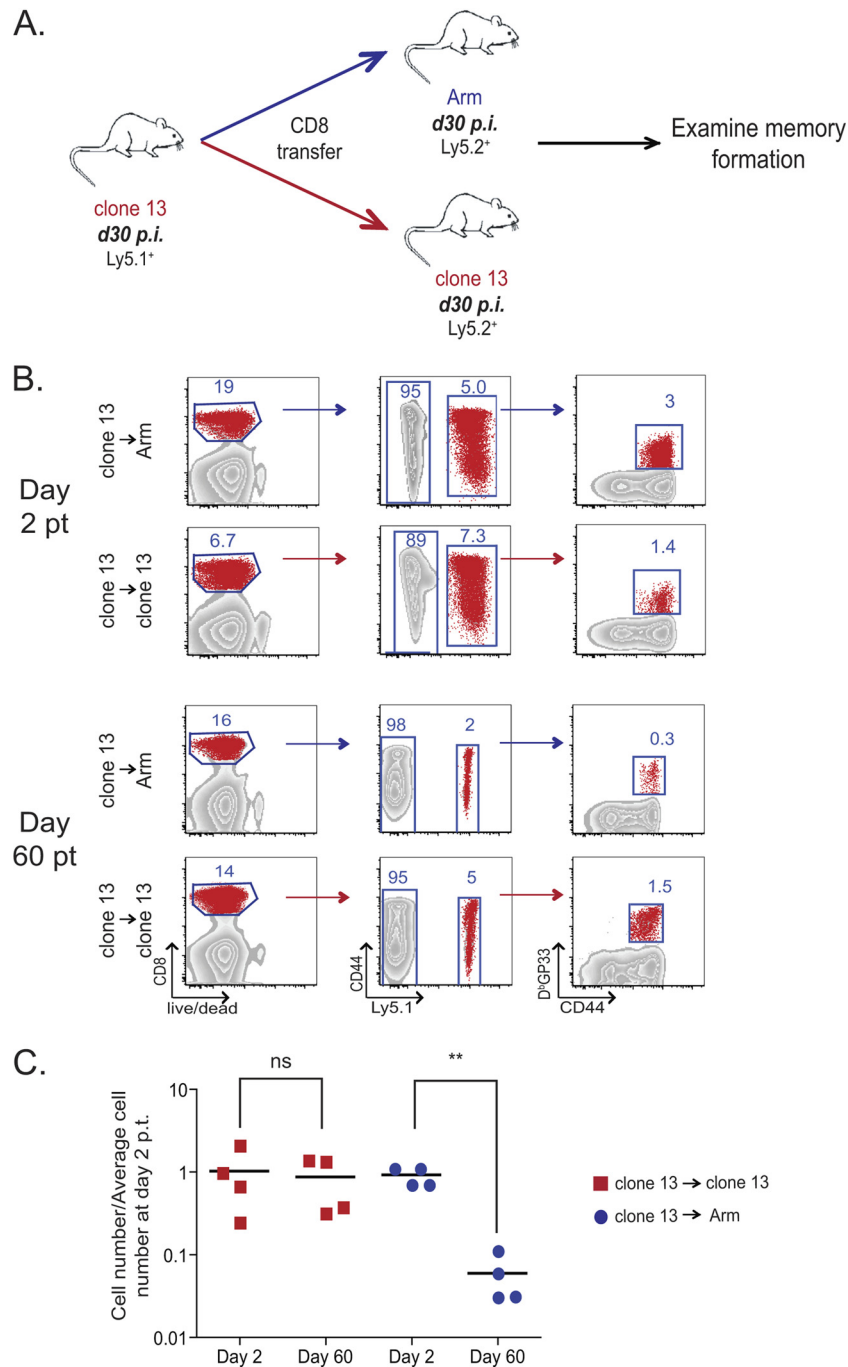 A.
Arm
d30 p.i.
Ly5.2⁺
CD8
transfer
Examine memory
formation
clone 13
d30 p.i.
Ly5.1⁺
clone 13
d30 p.i.
Ly5.2⁺
B.
Day
2 pt
clone 13
→ Arm
19
95
5.0
3
clone 13
→ clone 13
6.7
89
7.3
1.4
Day
60 pt
clone 13
→ Arm
16
98
2
0.3
clone 13
→ clone 13
14
95
5
1.5
CD8
live/dead
CD44
Ly5.1
DᵇGP33
CD44
C.
Cell number/Average cell
number at day 2 p.t.
10
1
0.1
0.01
ns
**
Day 2
Day 60
Day 2
Day 60
clone 13 → clone 13
clone 13 → Arm